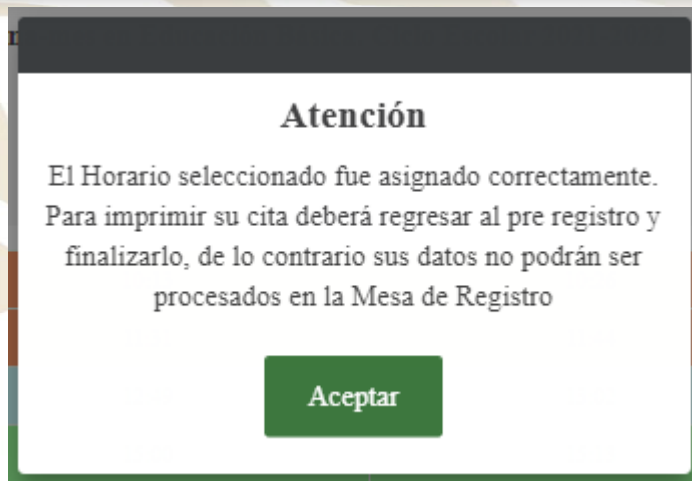 Atención
El Horario seleccionado fue asignado correctamente.
Para imprimir su cita deberá regresar al pre registro y
finalizarlo, de lo contrario sus datos no podrán ser
procesados en la Mesa de Registro
Aceptar